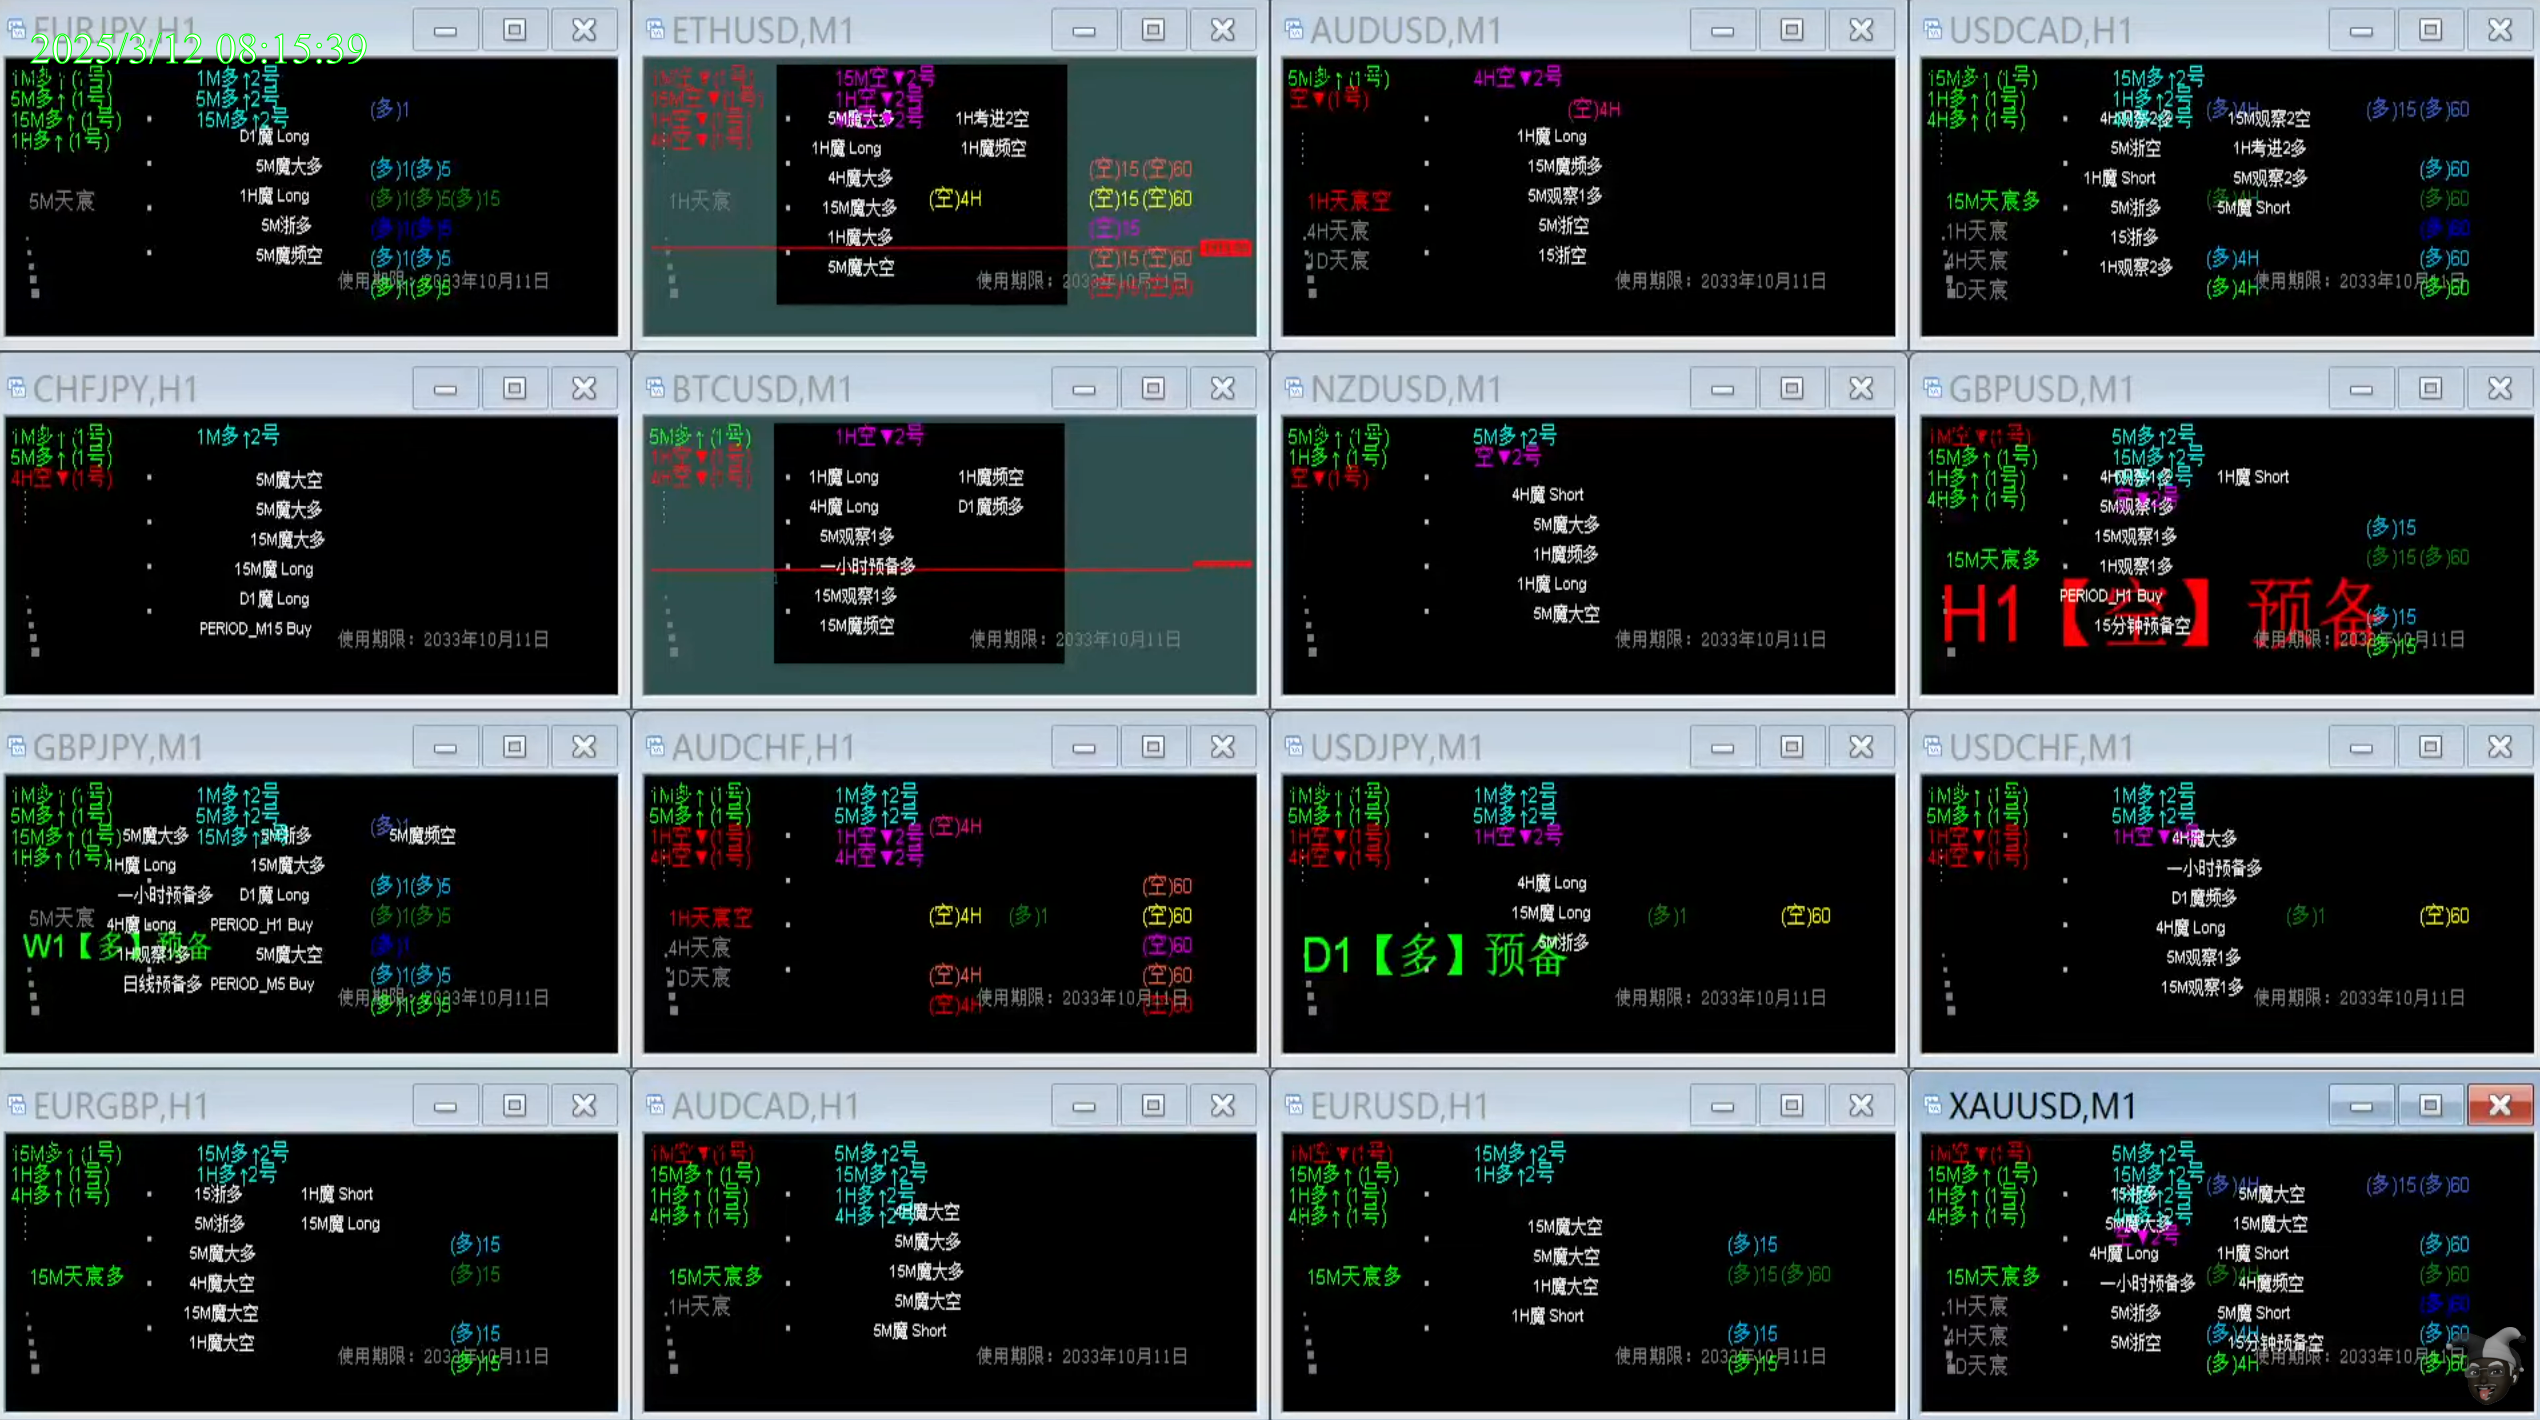 EURJPY,H1
2025/3/12 08:15:39
1M多↑(1号) 1M多↑2号
5M多↑(1号) 5M多↑2号 (多)1
15M多↑(1号) 15M多↑2号
1H多↑(1号) D1魔 Long
5M魔大多 (多)1(多)5
5M天宸 1H魔 Long (多)1(多)5(多)15
5M浙多 (多)1(多)5
5M魔频空 (多)1(多)5
使用期限：2033年10月11日
(多)1(多)5
ETHUSD,M1
1M空▼(1号) 15M空▼2号
15M空▼(1号) 1H空▼2号
1H空▼(1号) 5M魔大多 1H考进2空
4H空▼(1号) 1H魔 Long 1H魔频空
4H魔大多 (空)15(空)60
1H天宸 15M魔大多 (空)4H (空)15(空)60
1H魔大多 (空)15
5M魔大空 (空)15(空)60
使用期限：2033年10月11日
AUDUSD,M1
5M多↑(1号) 4H空▼2号
空▼(1号) (空)4H
1H魔 Long
15M魔频多
1H天宸空 5M观察1多
4H天宸 5M浙空
1D天宸 15浙空
使用期限：2033年10月11日
USDCAD,H1
15M多↑(1号) 15M多↑2号
1H多↑(1号) 1H多↑2号 (多)4H (多)15(多)60
4H多↑(1号) 15M观察2空
5M浙空 1H考进2多
1H魔 Short 5M观察2多 (多)60
15M天宸多 5M浙多 5M魔 Short (多)60
1H天宸 15浙多 (多)60
4H天宸 1H观察2多 (多)4H (多)60
1D天宸 (多)4H 使用期限：2033年10月11日 (多)60
CHFJPY,H1
1M多↑(1号) 1M多↑2号
5M多↑(1号)
4H空▼(1号) 5M魔大空
5M魔大多
15M魔大多
15M魔 Long
D1魔 Long
PERIOD_M15 Buy
使用期限：2033年10月11日
BTCUSD,M1
5M多↑(1号) 1H空▼2号
1H空▼(1号)
4H空▼(1号) 1H魔 Long 1H魔频空
4H魔 Long D1魔频多
5M观察1多
一小时预备多
15M观察1多
15M魔频空
使用期限：2033年10月11日
NZDUSD,M1
5M多↑(1号) 5M多↑2号
1H多↑(1号) 空▼2号
空▼(1号) 4H魔 Short
5M魔大多
1H魔频多
1H魔 Long
5M魔大空
使用期限：2033年10月11日
GBPUSD,M1
1M空▼(1号) 5M多↑2号
15M多↑(1号) 15M多↑2号
1H多↑(1号) 4H观察1多 1H魔 Short
4H多↑(1号) 5M观察1多
15M观察1多 (多)15
15M天宸多 1H观察1多 (多)15(多)60
PERIOD_H1 Buy
H1【空】预备
15分钟预备空 (多)15
使用期限：2033年10月11日
(多)15
GBPJPY,M1
1M多↑(1号) 1M多↑2号
5M多↑(1号) 5M多↑2号 (多)1
15M多↑(1号) 5M魔大多 15M多↑2号 5M浙多 5M魔频空
1H多↑(1号) 1H魔 Long 15M魔大多
一小时预备多 D1魔 Long (多)1(多)5
5M天宸 4H魔 Long PERIOD_H1 Buy (多)1(多)5
W1【多】预备 1H观察1多 5M魔大空 (多)1
日线预备多 PERIOD_M5 Buy (多)1(多)5
使用期限：2033年10月11日
(多)1(多)5
AUDCHF,H1
1M多↑(1号) 1M多↑2号
5M多↑(1号) 5M多↑2号
1H空▼(1号) 1H空▼2号 (空)4H
4H空▼(1号) 4H空▼2号
(空)60
1H天宸空 (空)4H (多)1 (空)60
4H天宸 (空)60
1D天宸 (空)4H (空)60
(空)4H 使用期限：2033年10月11日 (空)60
USDJPY,M1
1M多↑(1号) 1M多↑2号
5M多↑(1号) 5M多↑2号
1H空▼(1号) 1H空▼2号
4H空▼(1号)
4H魔 Long
15M魔 Long (多)1 (空)60
D1【多】预备 5M浙多
使用期限：2033年10月11日
USDCHF,M1
1M多↑(1号) 1M多↑2号
5M多↑(1号) 5M多↑2号
1H空▼(1号) 1H空▼2号 4H魔大多
4H空▼(1号) 一小时预备多
D1魔频多
4H魔 Long (多)1 (空)60
5M观察1多
15M观察1多
使用期限：2033年10月11日
EURGBP,H1
15M多↑(1号) 15M多↑2号
1H多↑(1号) 1H多↑2号
4H多↑(1号) 15浙多 1H魔 Short
5M浙多 15M魔 Long
5M魔大多 (多)15
15M天宸多 4H魔大空 (多)15
15M魔大空
1H魔大空 (多)15
使用期限：2033年10月11日
(多)15
AUDCAD,H1
1M空▼(1号) 5M多↑2号
15M多↑(1号) 15M多↑2号
1H多↑(1号) 1H多↑2号
4H多↑(1号) 4H多↑2号 4H魔大空
5M魔大多
15M天宸多 15M魔大多
1H天宸 5M魔大空
5M魔 Short
使用期限：2033年10月11日
EURUSD,H1
1M空▼(1号) 15M多↑2号
15M多↑(1号) 1H多↑2号
1H多↑(1号)
4H多↑(1号) 15M魔大空
5M魔大空 (多)15
15M天宸多 1H魔大空 (多)15(多)60
1H魔 Short (多)15
使用期限：2033年10月11日
(多)15
XAUUSD,M1
1M空▼(1号) 5M多↑2号
15M多↑(1号) 15M多↑2号 (多)4H (多)15(多)60
1H多↑(1号) 15浙多 5M魔大空
4H多↑(1号) 5M魔大多 15M魔大空
空▼2号 (多)60
4H魔 Long 1H魔 Short
15M天宸多 一小时预备多 (多)4H 4H魔频空 (多)60
1H天宸 5M浙多 5M魔 Short (多)60
4H天宸 5M浙空 (多)4H 15分钟预备空 (多)60
1D天宸 (多)4H 使用期限：2033年10月11日 (多)60